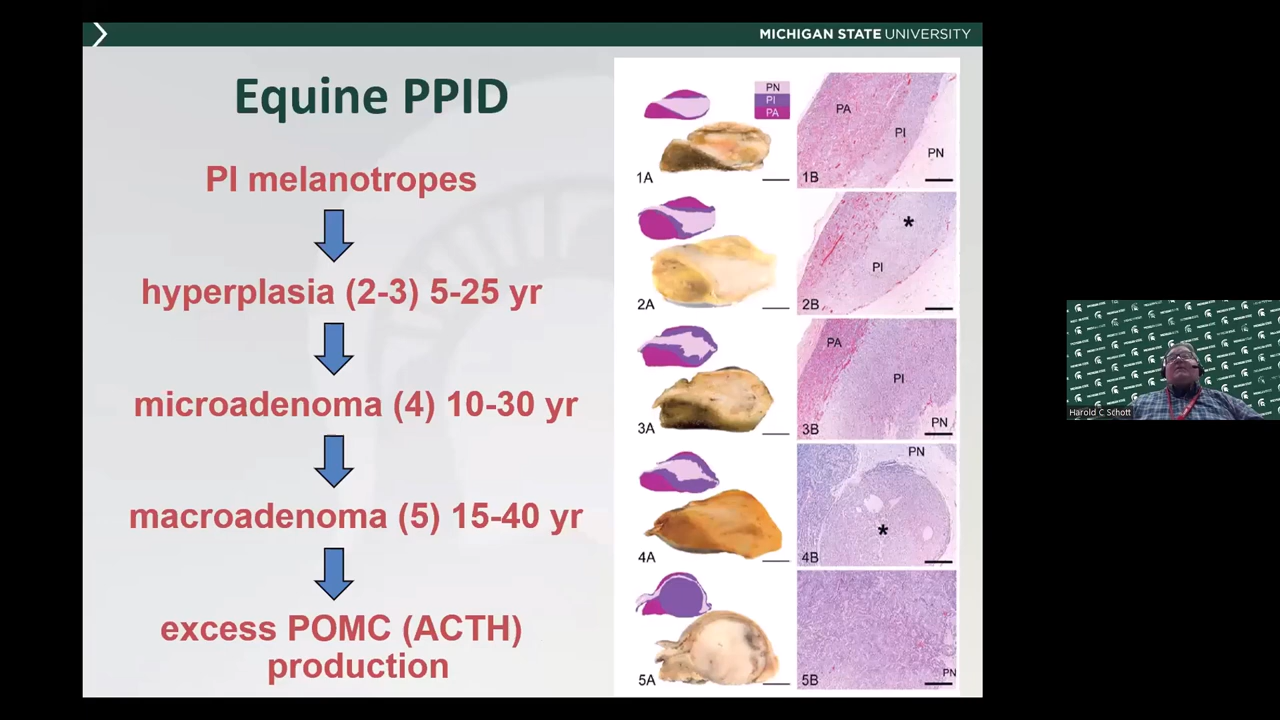 MICHIGAN STATE UNIVERSITY
Equine PPID
PI melanotropes
hyperplasia (2-3) 5-25 yr
microadenoma (4) 10-30 yr
macroadenoma (5) 15-40 yr
excess POMC (ACTH)
production
PN
PI
PA
1A
PA
PI
PN
1B
2A
*
PI
2B
3A
PA
PI
PN
3B
4A
PN
*
4B
5A
PN
5B
Harold C Schott